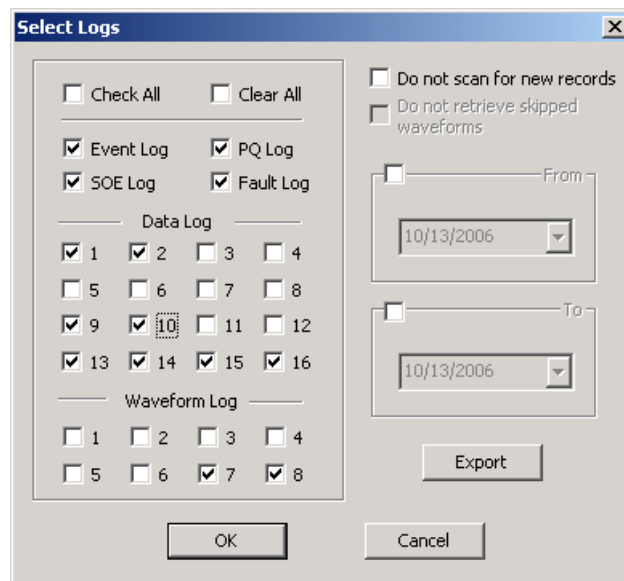 Select Logs
Check All Clear All
Event Log PQ Log
SOE Log Fault Log
Data Log
1 2 3 4
5 6 7 8
9 10 11 12
13 14 15 16
Waveform Log
1 2 3 4
5 6 7 8
Do not scan for new records
Do not retrieve skipped
waveforms
From
10/13/2006
To
10/13/2006
Export
OK Cancel